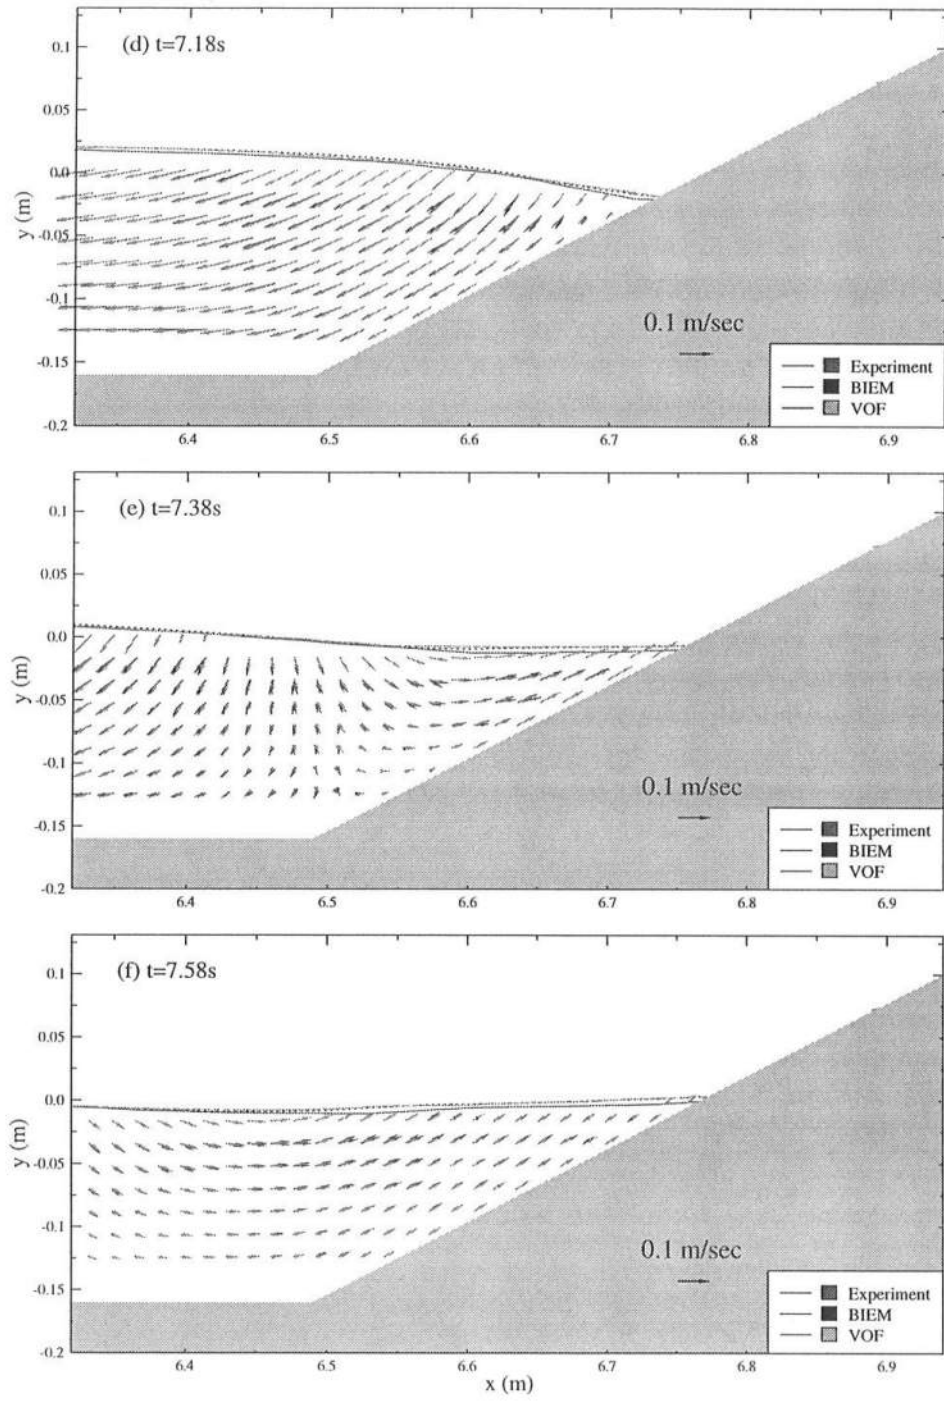 (d) t=7.18s
0.1
0.05
0.0
-0.05
-0.1
-0.15
-0.2
y (m)
0.1 m/sec
Experiment
BIEM
VOF
6.4 6.5 6.6 6.7 6.8 6.9
(e) t=7.38s
0.1
0.05
0.0
-0.05
-0.1
-0.15
-0.2
y (m)
0.1 m/sec
Experiment
BIEM
VOF
6.4 6.5 6.6 6.7 6.8 6.9
(f) t=7.58s
0.1
0.05
0.0
-0.05
-0.1
-0.15
-0.2
y (m)
0.1 m/sec
Experiment
BIEM
VOF
6.4 6.5 6.6 6.7 6.8 6.9
x (m)